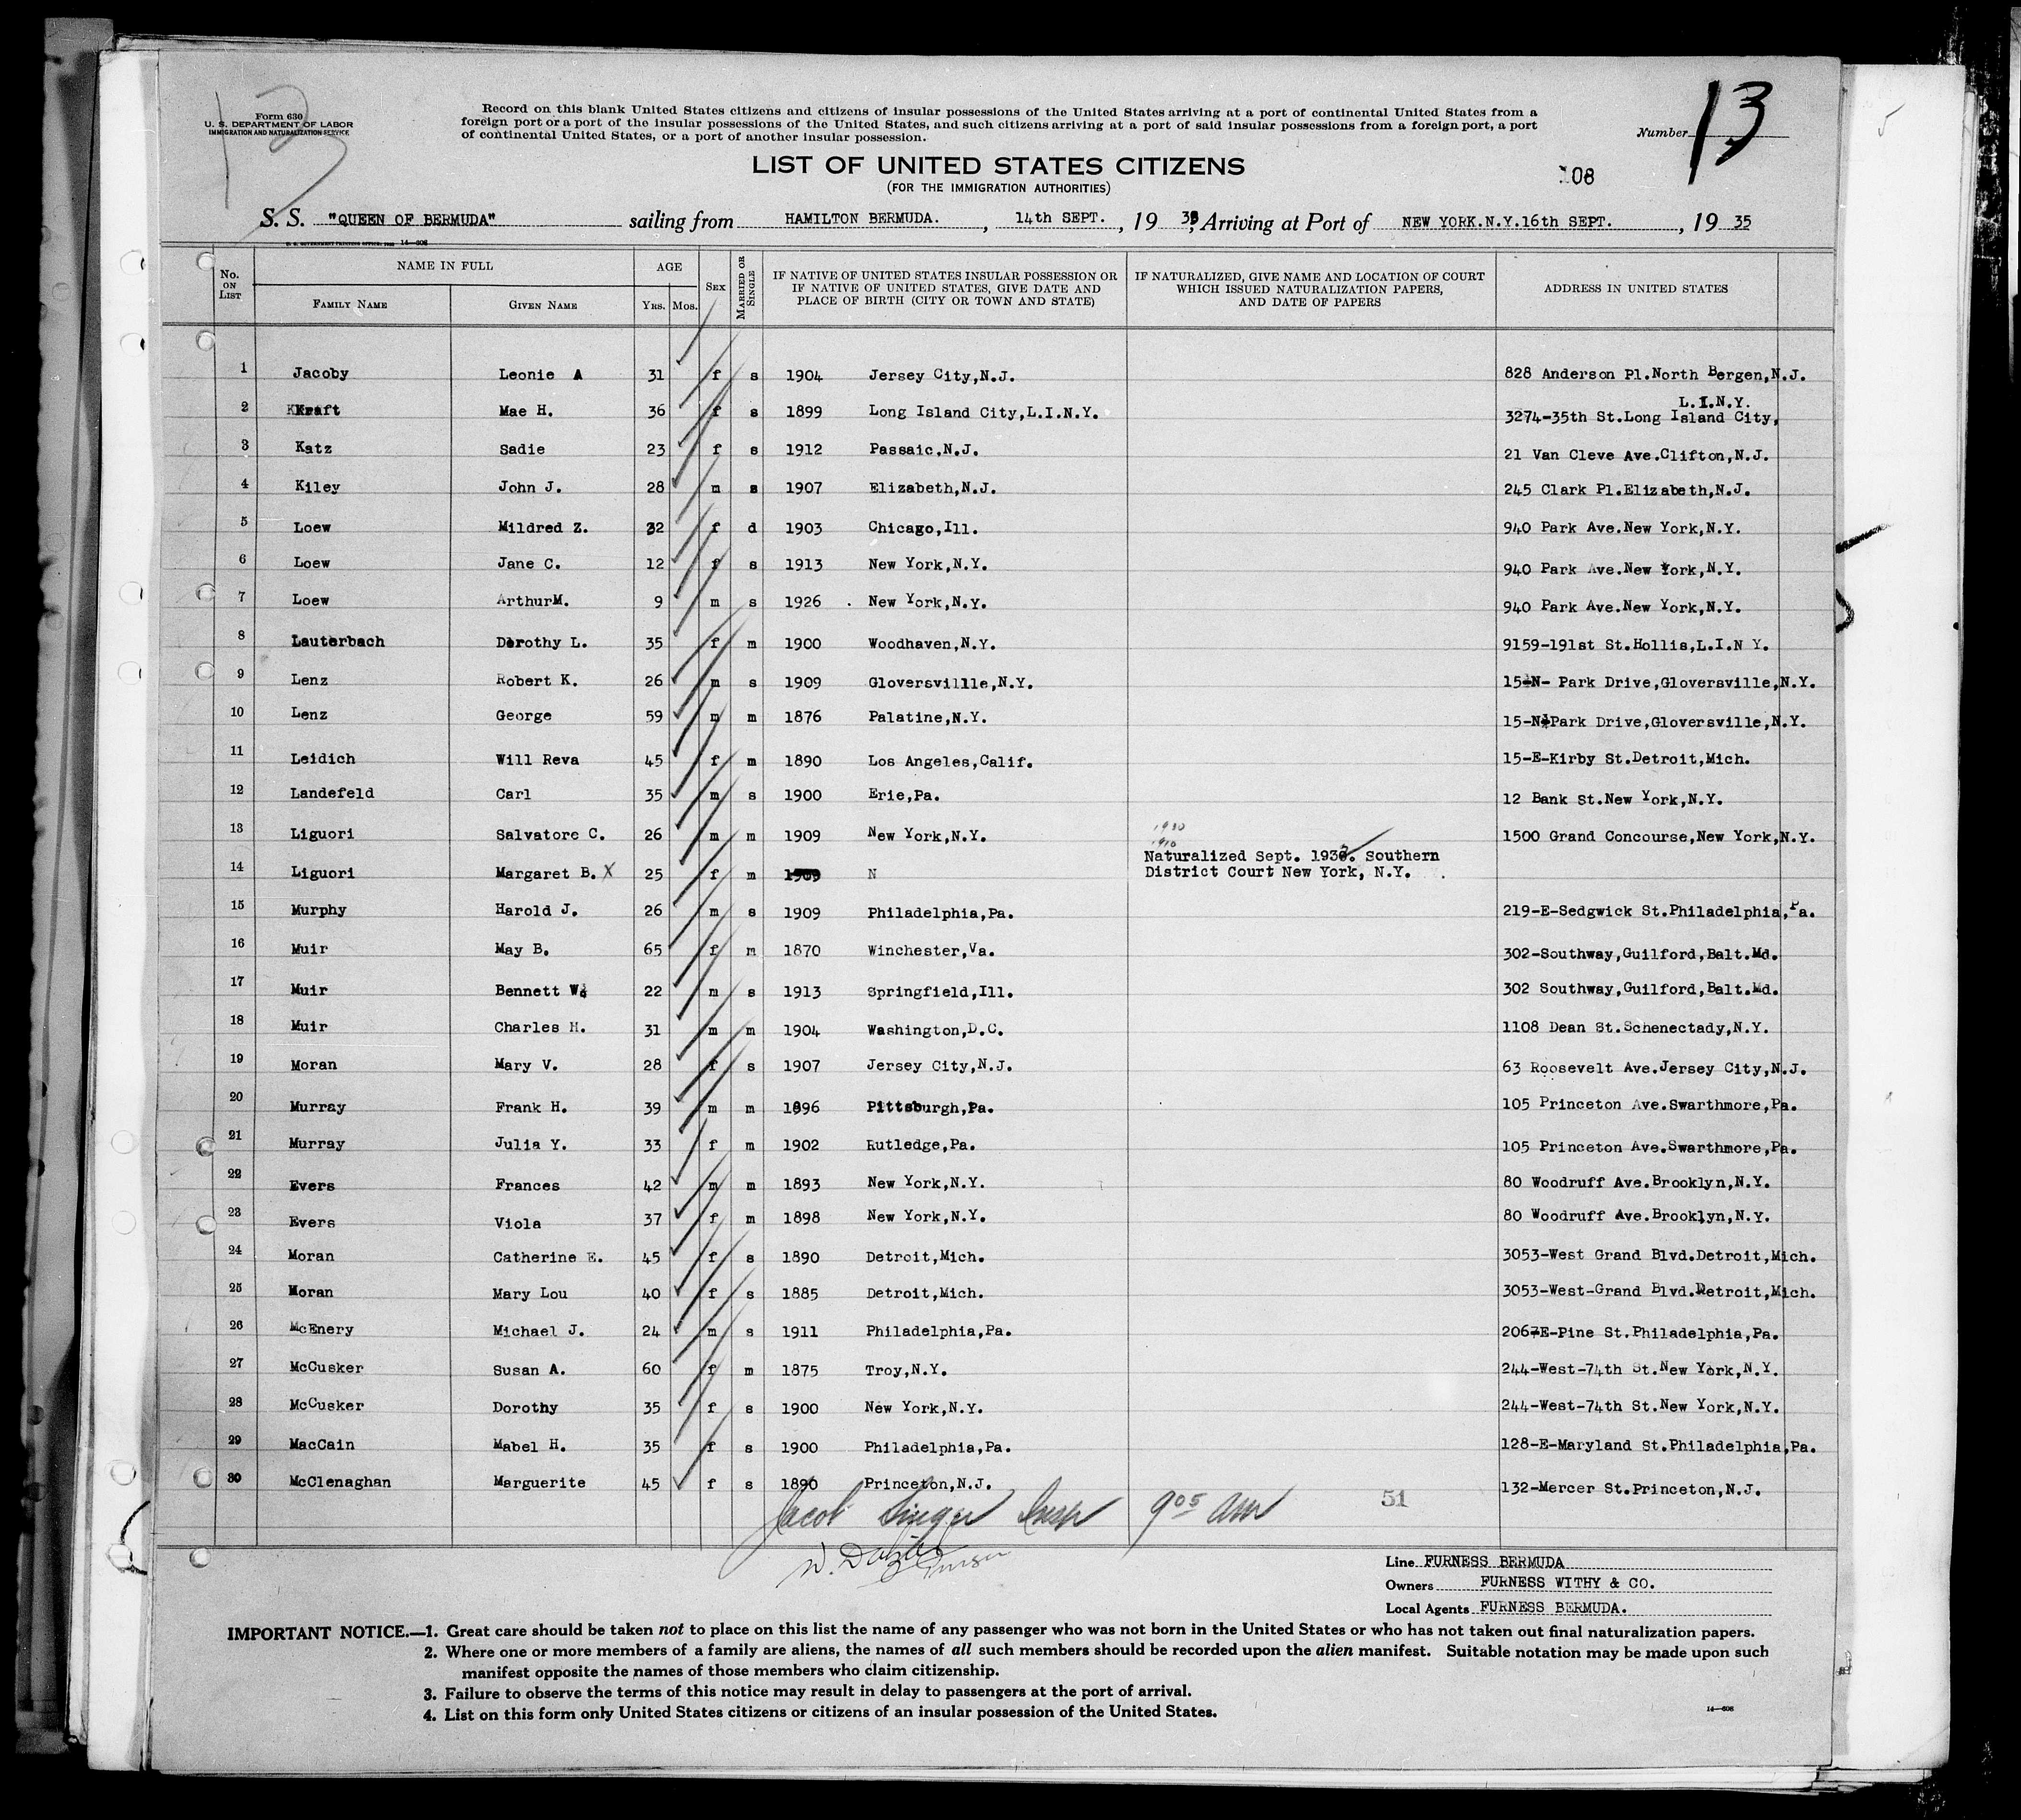 Form 630
U. S. DEPARTMENT OF LABOR
IMMIGRATION AND NATURALIZATION SERVICE
Record on this blank United States citizens and citizens of insular possessions of the United States arriving at a port of continental United States from a
foreign port or a port of the insular possessions of the United States, and such citizens arriving at a port of said insular possessions from a foreign port, a port
of continental United States, or a port of another insular possession.
Number 13
LIST OF UNITED STATES CITIZENS
(FOR THE IMMIGRATION AUTHORITIES)
108
S. S. "QUEEN OF BERMUDA" sailing from HAMILTON BERMUDA. , 14th SEPT. , 19 35, Arriving at Port of NEW YORK.N.Y.16th SEPT. , 19 35
No. ON LIST NAME IN FULL AGE SEX MARRIED OR SINGLE IF NATIVE OF UNITED STATES INSULAR POSSESSION OR IF NATIVE OF UNITED STATES, GIVE DATE AND PLACE OF BIRTH (CITY OR TOWN AND STATE) IF NATURALIZED, GIVE NAME AND LOCATION OF COURT WHICH ISSUED NATURALIZATION PAPERS, AND DATE OF PAPERS ADDRESS IN UNITED STATES
FAMILY NAME GIVEN NAME YRS. MOS.
1 Jacoby Leonie A 31 f s 1904 Jersey City,N.J. 828 Anderson Pl.North Bergen,N.J.
2 Kraft Mae H. 36 f s 1899 Long Island City,L.I.N.Y. 3274-35th St.Long Island City, L.I.N.Y.
3 Katz Sadie 23 f s 1912 Passaic.N.J. 21 Van Cleve Ave.Clifton,N.J.
4 Kiley John J. 28 m s 1907 Elizabeth,N.J. 245 Clark Pl.Elizabeth,N.J.
5 Loew Mildred Z. 32 f d 1903 Chicago,Ill. 940 Park Ave.New York,N.Y.
6 Loew Jane C. 12 f s 1913 New York,N.Y. 940 Park Ave.New York,N.Y.
7 Loew ArthurM. 9 m s 1926 . New York,N.Y. 940 Park Ave.New York,N.Y.
8 Lauterbach Dorothy L. 35 f m 1900 Woodhaven,N.Y. 9159-191st St.Hollis,L.I.N Y.
9 Lenz Robert K. 26 m s 1909 Gloversvillle,N.Y. 15-N- Park Drive,Gloversville,N.Y.
10 Lenz George 59 m m 1876 Palatine,N.Y. 15-N-Park Drive,Gloversville,N.Y.
11 Leidich Will Reva 45 f m 1890 Los Angeles,Calif. 15-E-Kirby St.Detroit,Mich.
12 Landefeld Carl 35 m s 1900 Erie,Pa. 12 Bank St.New York,N.Y.
13 Liguori Salvatore C. 26 m m 1909 New York,N.Y. 1500 Grand Concourse,New York,N.Y.
1930
1910
14 Liguori Margaret B. X 25 f m 1909 N Naturalized Sept. 1930. Southern
District Court New York, N.Y.
15 Murphy Harold J. 26 m s 1909 Philadelphia,Pa. 219-E-Sedgwick St.Philadelphia,Pa.
16 Muir May B. 65 f m 1870 Winchester,Va. 302-Southway,Guilford,Balt.Md.
17 Muir Bennett W. 22 m s 1913 Springfield,Ill. 302 Southway,Guilford,Balt.Md.
18 Muir Charles H. 31 m m 1904 Washington,D.C. 1108 Dean St.Schenectady,N.Y.
19 Moran Mary V. 28 f s 1907 Jersey City,N.J. 63 Roosevelt Ave.Jersey City,N.J.
20 Murray Frank H. 39 m m 1896 Pittsburgh,Pa. 105 Princeton Ave.Swarthmore,Pa.
21 Murray Julia Y. 33 f m 1902 Rutledge,Pa. 105 Princeton Ave.Swarthmore,Pa.
22 Evers Frances 42 m m 1893 New York,N.Y. 80 Woodruff Ave.Brooklyn,N.Y.
23 Evers Viola 37 f m 1898 New York,N.Y. 80 Woodruff Ave.Brooklyn,N.Y.
24 Moran Catherine E. 45 f s 1890 Detroit,Mich. 3053-West Grand Blvd.Detroit,Mich.
25 Moran Mary Lou 40 f s 1885 Detroit,Mich. 3053-West-Grand Blvd.Detroit,Mich.
26 McEnery Michael J. 24 m s 1911 Philadelphia,Pa. 2067E-Pine St.Philadelphia,Pa.
27 McCusker Susan A. 60 f m 1875 Troy,N.Y. 244-West-74th St.New York,N.Y.
28 McCusker Dorothy 35 f s 1900 New York,N.Y. 244-West-74th St.New York,N.Y.
29 MacCain Mabel H. 35 f s 1900 Philadelphia,Pa. 128-E-Maryland St.Philadelphia,Pa.
30 McClenaghan Marguerite 45 f s 1890 Princeton,N.J. 132-Mercer St.Princeton,N.J.
Jacob Singer Insp 9 05 am 51
Line FURNESS BERMUDA
Owners FURNESS WITHY & CO.
Local Agents FURNESS BERMUDA.
IMPORTANT NOTICE.—1. Great care should be taken not to place on this list the name of any passenger who was not born in the United States or who has not taken out final naturalization papers.
2. Where one or more members of a family are aliens, the names of all such members should be recorded upon the alien manifest. Suitable notation may be made upon such
manifest opposite the names of those members who claim citizenship.
3. Failure to observe the terms of this notice may result in delay to passengers at the port of arrival.
4. List on this form only United States citizens or citizens of an insular possession of the United States.
14—608